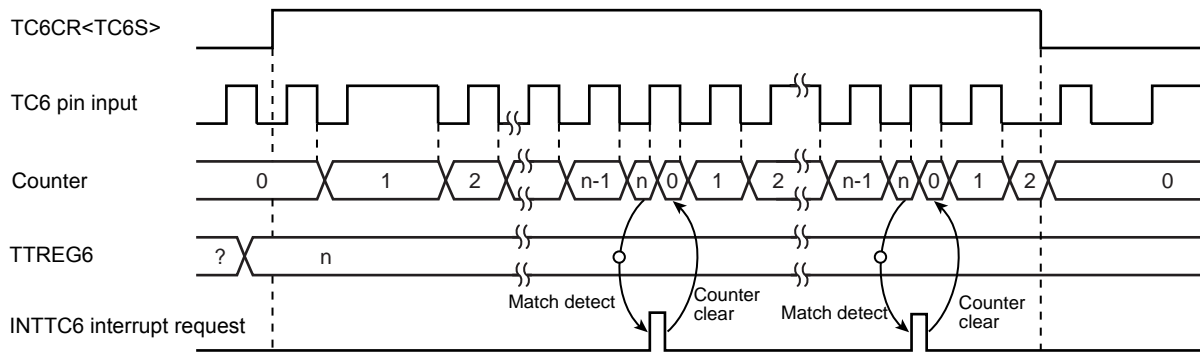 TC6CR<TC6S>
TC6 pin input
Counter 0 1 2 n-1 n 0 1 2 n-1 n 0 1 2 0
TTREG6 ? n
Match detect Counter clear Match detect Counter clear
INTTC6 interrupt request